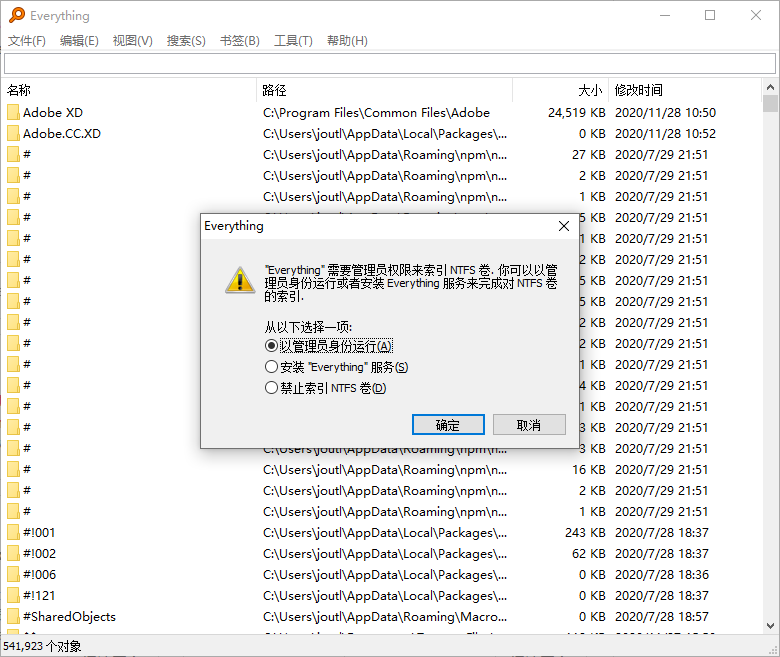 Everything
文件(F) 编辑(E) 视图(V) 搜索(S) 书签(B) 工具(T) 帮助(H)
名称 路径 大小 修改时间
Adobe XD C:\Program Files\Common Files\Adobe 24,519 KB 2020/11/28 10:50
Adobe.CC.XD C:\Users\joutl\AppData\Local\Packages\... 0 KB 2020/11/28 10:52
# C:\Users\joutl\AppData\Roaming\npm\n... 27 KB 2020/7/29 21:51
# C:\Users\joutl\AppData\Roaming\npm\n... 2 KB 2020/7/29 21:51
# C:\Users\joutl\AppData\Roaming\npm\n... 1 KB 2020/7/29 21:51
# 5 KB 2020/7/29 21:51
# 1 KB 2020/7/29 21:51
# 2 KB 2020/7/29 21:51
# 5 KB 2020/7/29 21:51
# 5 KB 2020/7/29 21:51
# 2 KB 2020/7/29 21:51
# 2 KB 2020/7/29 21:51
# 1 KB 2020/7/29 21:51
# 4 KB 2020/7/29 21:51
# 1 KB 2020/7/29 21:51
# 3 KB 2020/7/29 21:51
# C:\Users\joutl\AppData\Roaming\npm\n... 3 KB 2020/7/29 21:51
# C:\Users\joutl\AppData\Roaming\npm\n... 16 KB 2020/7/29 21:51
# C:\Users\joutl\AppData\Roaming\npm\n... 2 KB 2020/7/29 21:51
# C:\Users\joutl\AppData\Roaming\npm\n... 1 KB 2020/7/29 21:51
#!001 C:\Users\joutl\AppData\Local\Packages\... 243 KB 2020/7/28 18:37
#!002 C:\Users\joutl\AppData\Local\Packages\... 62 KB 2020/7/28 18:37
#!006 C:\Users\joutl\AppData\Local\Packages\... 0 KB 2020/7/28 18:36
#!121 C:\Users\joutl\AppData\Local\Packages\... 0 KB 2020/7/28 18:37
#SharedObjects C:\Users\joutl\AppData\Roaming\Macro... 0 KB 2020/7/28 18:57
541,923 个对象
Everything
"Everything" 需要管理员权限来索引 NTFS 卷. 你可以以管
理员身份运行或者安装 Everything 服务来完成对 NTFS 卷
的索引.
从以下选择一项:
以管理员身份运行(A)
安装 "Everything" 服务(S)
禁止索引 NTFS 卷(D)
确定 取消